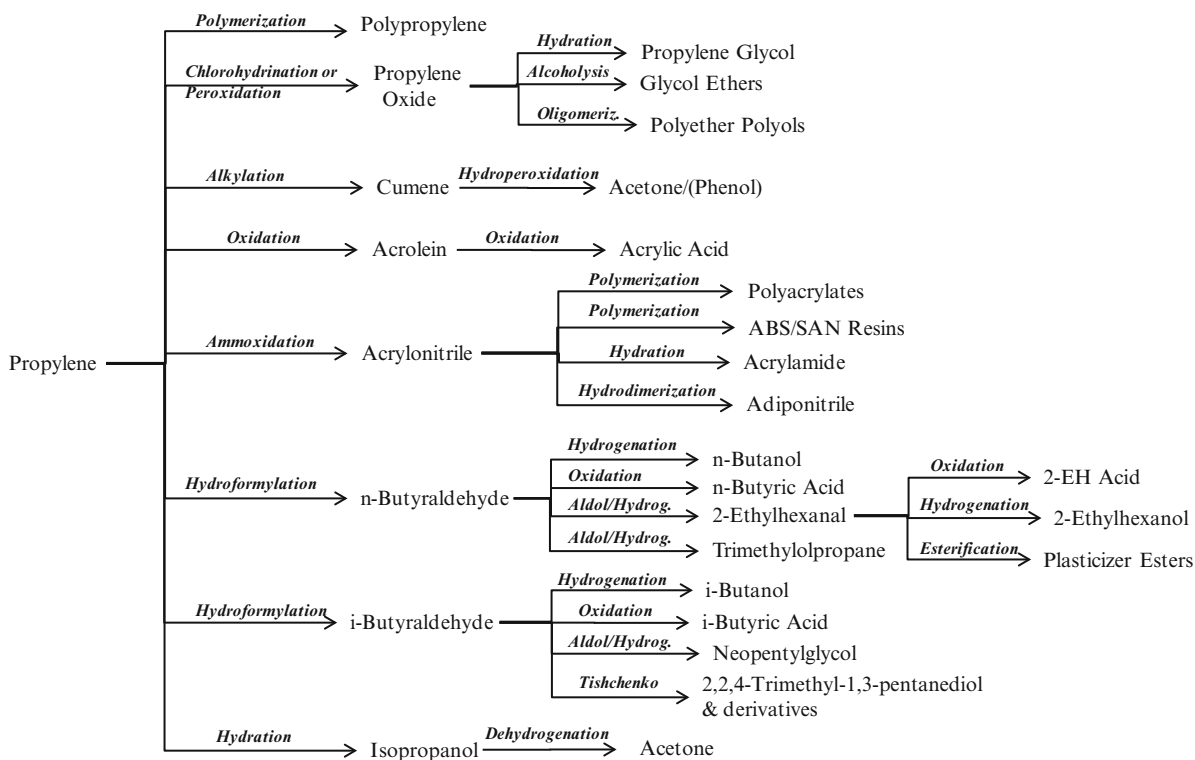 Polymerization
Polypropylene
Chlorohydrination or
Peroxidation
Propylene
Oxide
Hydration
Propylene Glycol
Alcoholysis
Glycol Ethers
Oligomeriz.
Polyether Polyols
Alkylation
Cumene
Hydroperoxidation
Acetone/(Phenol)
Oxidation
Acrolein
Oxidation
Acrylic Acid
Propylene
Ammoxidation
Acrylonitrile
Polymerization
Polyacrylates
Polymerization
ABS/SAN Resins
Hydration
Acrylamide
Hydrodimerization
Adiponitrile
Hydroformylation
n-Butyraldehyde
Hydrogenation
n-Butanol
Oxidation
n-Butyric Acid
Aldol/Hydrog.
2-Ethylhexanal
Aldol/Hydrog.
Trimethylolpropane
Oxidation
2-EH Acid
Hydrogenation
2-Ethylhexanol
Esterification
Plasticizer Esters
Hydroformylation
i-Butyraldehyde
Hydrogenation
i-Butanol
Oxidation
i-Butyric Acid
Aldol/Hydrog.
Neopentylglycol
Tishchenko
2,2,4-Trimethyl-1,3-pentanediol
& derivatives
Hydration
Isopropanol
Dehydrogenation
Acetone